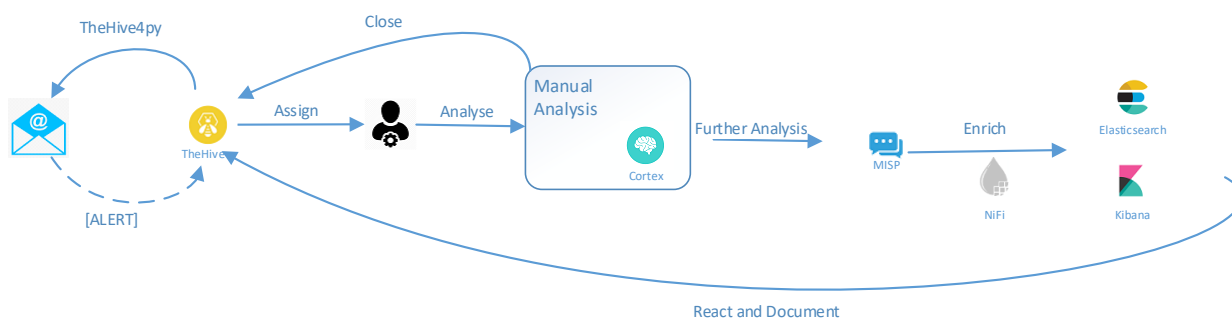 TheHive4py
Close
@
Manual
Analysis
Assign
Analyse
Further Analysis
Enrich
Elasticsearch
TheHive
Cortex
MISP
NiFi
Kibana
[ALERT]
React and Document